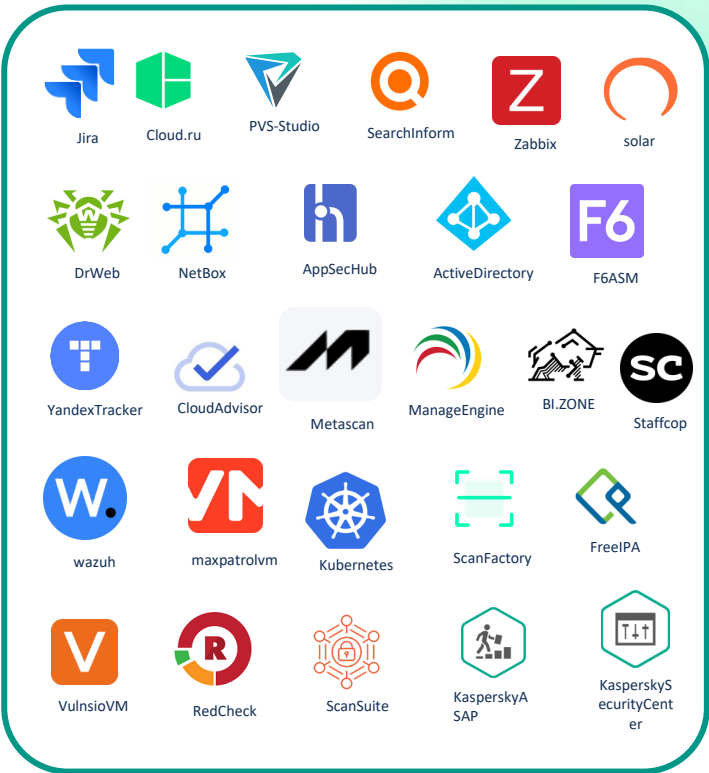 Jira
Cloud.ru
PVS-Studio
SearchInform
Z
Zabbix
solar
DrWeb
NetBox
AppSecHub
ActiveDirectory
F6
F6ASM
YandexTracker
CloudAdvisor
Metascan
ManageEngine
BI.ZONE
sc
Staffcop
W.
wazuh
VM
maxpatrolvm
Kubernetes
ScanFactory
FreeIPA
V
VulnsioVM
R
RedCheck
ScanSuite
KasperskyA
SAP
KasperskyS
ecurityCent
er